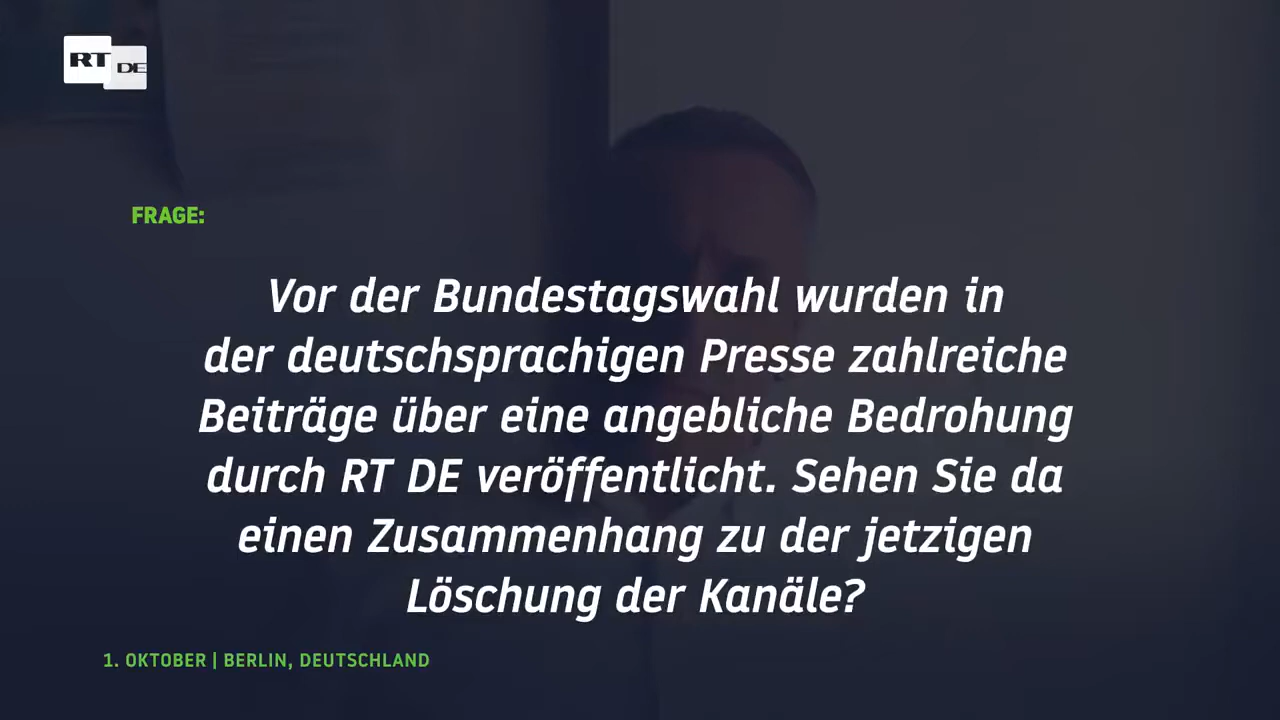 RT DE
FRAGE:
Vor der Bundestagswahl wurden in
der deutschsprachigen Presse zahlreiche
Beiträge über eine angebliche Bedrohung
durch RT DE veröffentlicht. Sehen Sie da
einen Zusammenhang zu der jetzigen
Löschung der Kanäle?
1. OKTOBER | BERLIN, DEUTSCHLAND